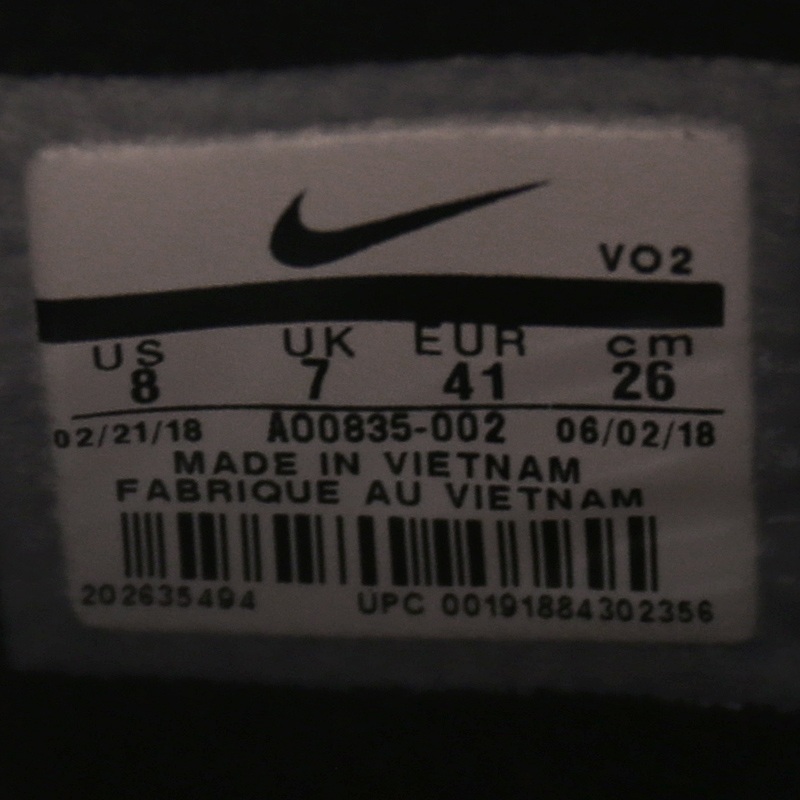 VO2
US UK EUR cm
8 7 41 26
02/21/18 AO0835-002 06/02/18
MADE IN VIETNAM
FABRIQUE AU VIETNAM
202635494 UPC 00191884302356